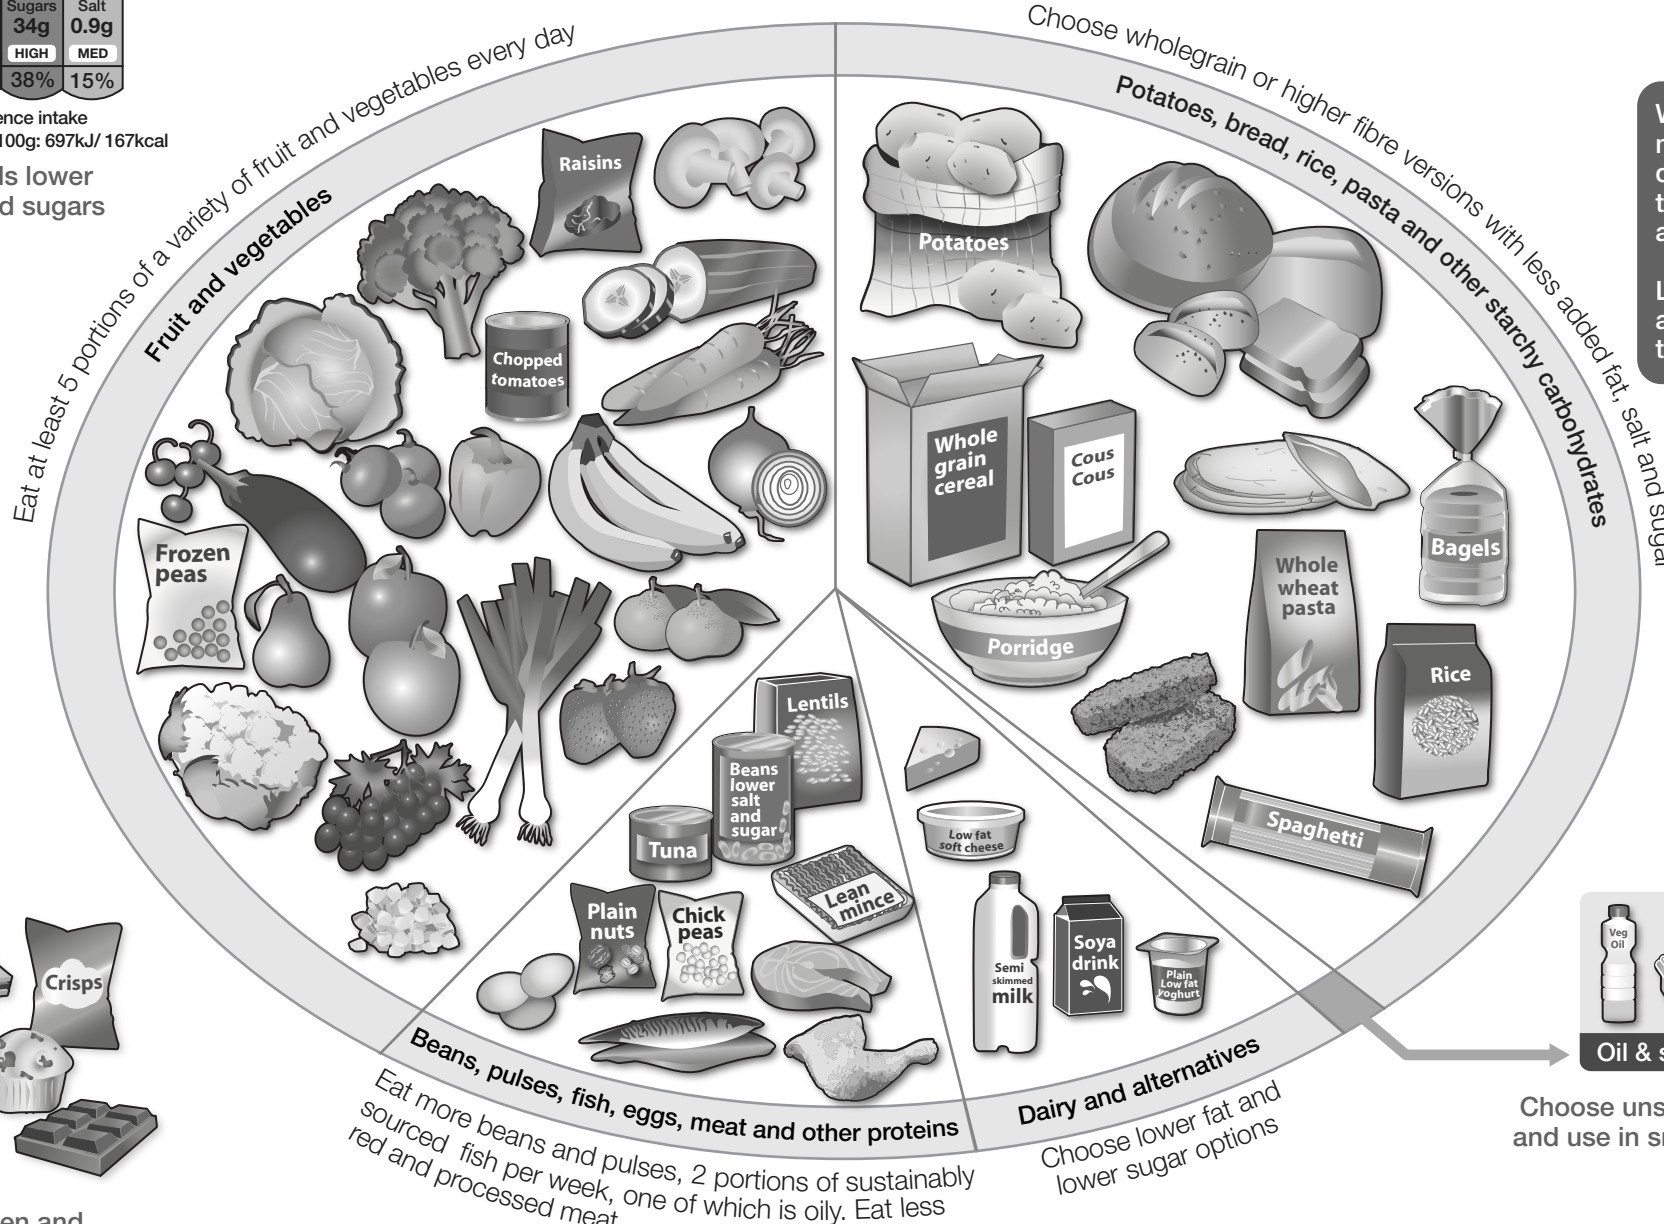 Sugars Salt
34g 0.9g
HIGH MED
38% 15%
ence intake
100g: 697kJ/ 167kcal
ls lower
d sugars
Eat at least 5 portions of a variety of fruit and vegetables every day
Fruit and vegetables
Choose wholegrain or higher fibre versions with less added fat, salt and sugar
Potatoes, bread, rice, pasta and other starchy carbohydrates
Raisins
Chopped
tomatoes
Frozen
peas
Potatoes
Whole
grain
cereal
Cous
Cous
Bagels
Whole
wheat
pasta
Porridge
Rice
Spaghetti
Lentils
Beans
lower
salt
and
sugar
Tuna
Lean
mince
Plain
nuts
Chick
peas
Low fat
soft cheese
Semi
skimmed
milk
Soya
drink
Plain
Low fat
yoghurt
Crisps
Veg
Oil
Oil & s
Choose uns
and use in s
Beans, pulses, fish, eggs, meat and other proteins
Eat more beans and pulses, 2 portions of sustainably
sourced fish per week, one of which is oily. Eat less
red and processed meat
Dairy and alternatives
Choose lower fat and
lower sugar options
en and